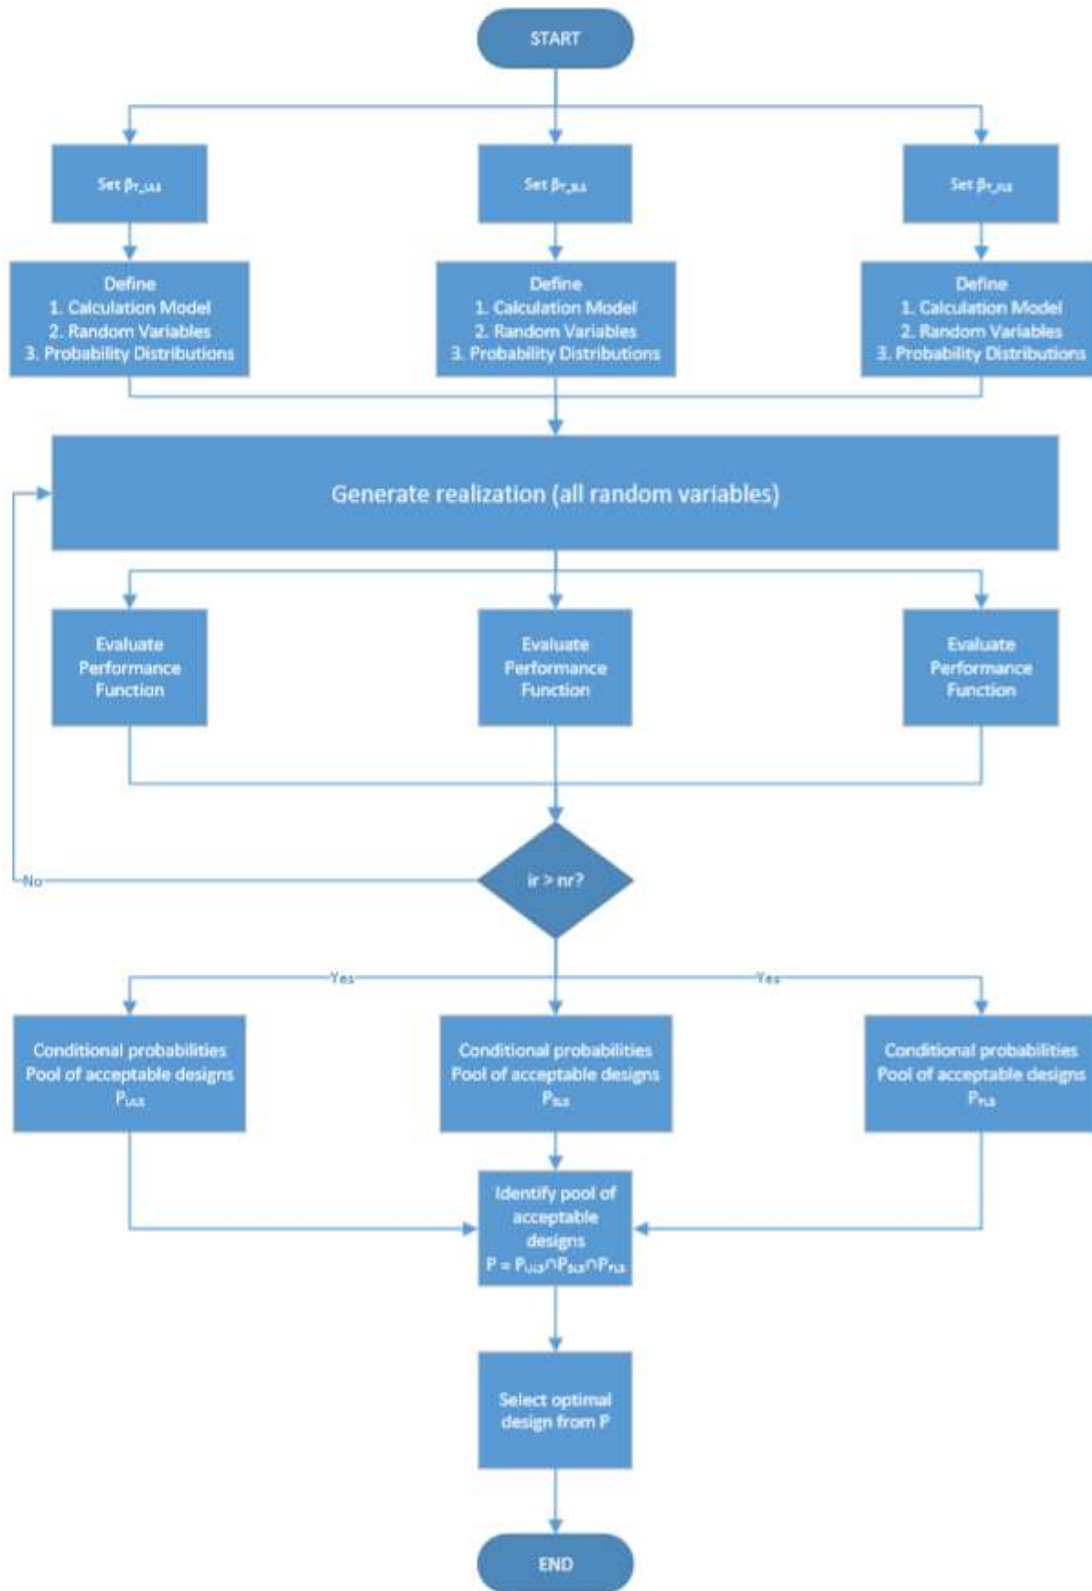 START
Set βT_ULS
Set βT_SLS
Set βT_FLS
Define
1. Calculation Model
2. Random Variables
3. Probability Distributions
Define
1. Calculation Model
2. Random Variables
3. Probability Distributions
Define
1. Calculation Model
2. Random Variables
3. Probability Distributions
Generate realization (all random variables)
Evaluate
Performance
Function
Evaluate
Performance
Function
Evaluate
Performance
Function
ir > nr?
No
Yes
Yes
Conditional probabilities
Pool of acceptable designs
PULS
Conditional probabilities
Pool of acceptable designs
PSLS
Conditional probabilities
Pool of acceptable designs
PFLS
Identify pool of
acceptable
designs
P = PULS∩PSLS∩PFLS
Select optimal
design from P
END